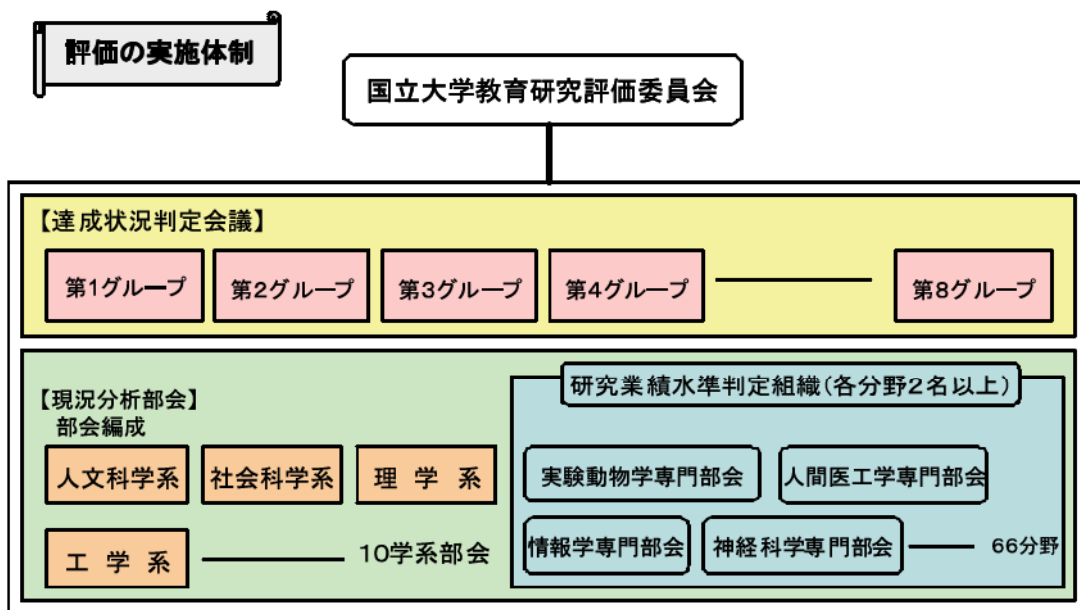 評価の実施体制
国立大学教育研究評価委員会
【達成状況判定会議】
第1グループ
第2グループ
第3グループ
第4グループ
第8グループ
【現況分析部会】
部会編成
人文科学系
社会科学系
理学系
工学系
10学系部会
研究業績水準判定組織(各分野2名以上)
実験動物学専門部会
人間医工学専門部会
情報学専門部会
神経科学専門部会
66分野